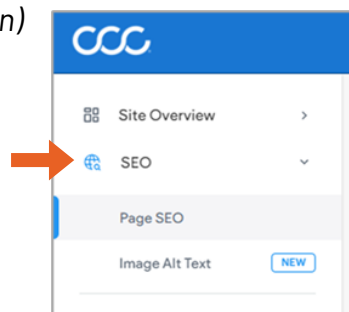 n)
CCC
Site Overview
SEO
Page SEO
Image Alt Text NEW